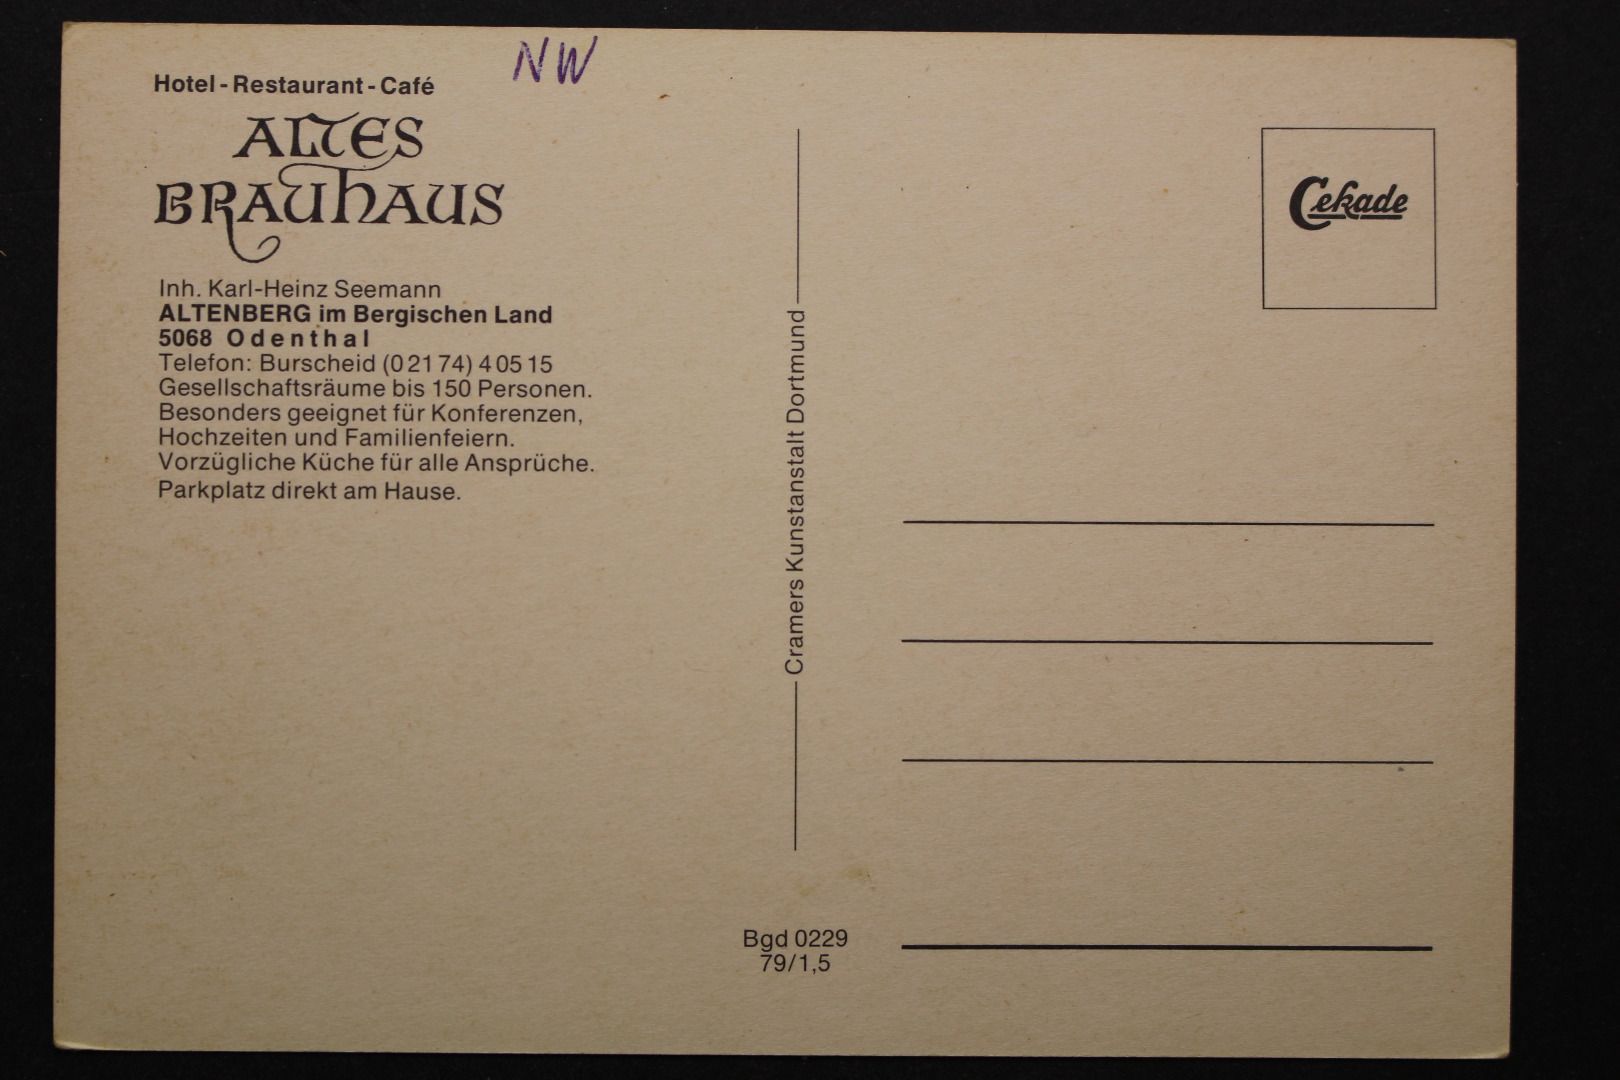 NW
Hotel - Restaurant - Café
ALTES
BRAUHAUS
Inh. Karl-Heinz Seemann
ALTENBERG im Bergischen Land
5068 Odenthal
Telefon: Burscheid (0 21 74) 4 05 15
Gesellschaftsräume bis 150 Personen.
Besonders geeignet für Konferenzen,
Hochzeiten und Familienfeiern.
Vorzügliche Küche für alle Ansprüche.
Parkplatz direkt am Hause.
Cramers Kunstanstalt Dortmund
Bgd 0229
79/1,5
Cekade